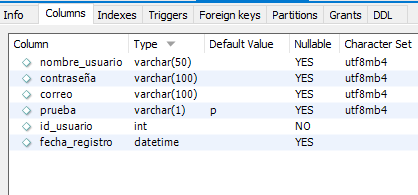 Info Columns Indexes Triggers Foreign keys Partitions Grants DDL
Column Type Default Value Nullable Character Set
nombre_usuario varchar(50) YES utf8mb4
contraseña varchar(100) YES utf8mb4
correo varchar(100) YES utf8mb4
prueba varchar(1) p YES utf8mb4
id_usuario int NO
fecha_registro datetime YES